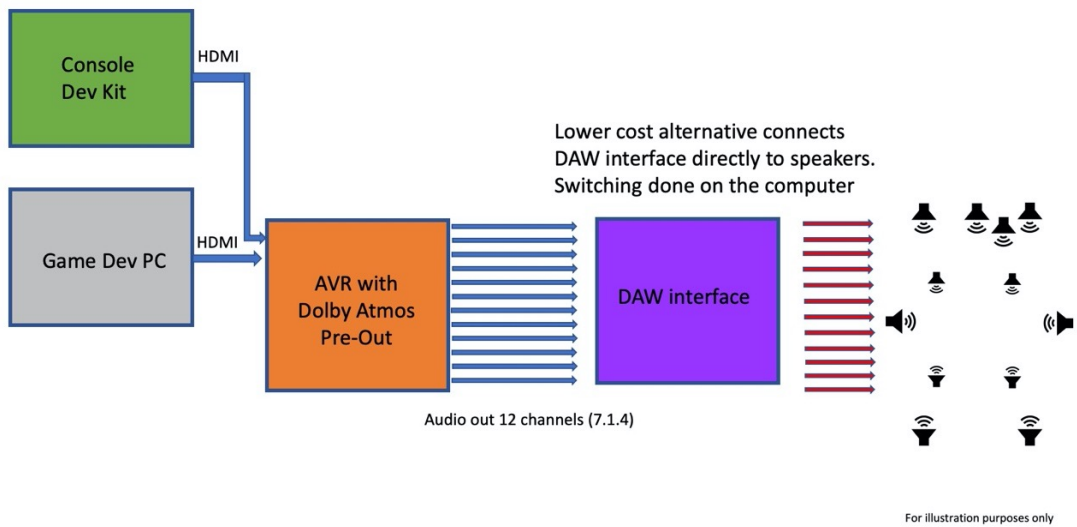 Console
Dev Kit
HDMI
Lower cost alternative connects
DAW interface directly to speakers.
Switching done on the computer
Game Dev PC
HDMI
AVR with
Dolby Atmos
Pre-Out
DAW interface
Audio out 12 channels (7.1.4)
For illustration purposes only